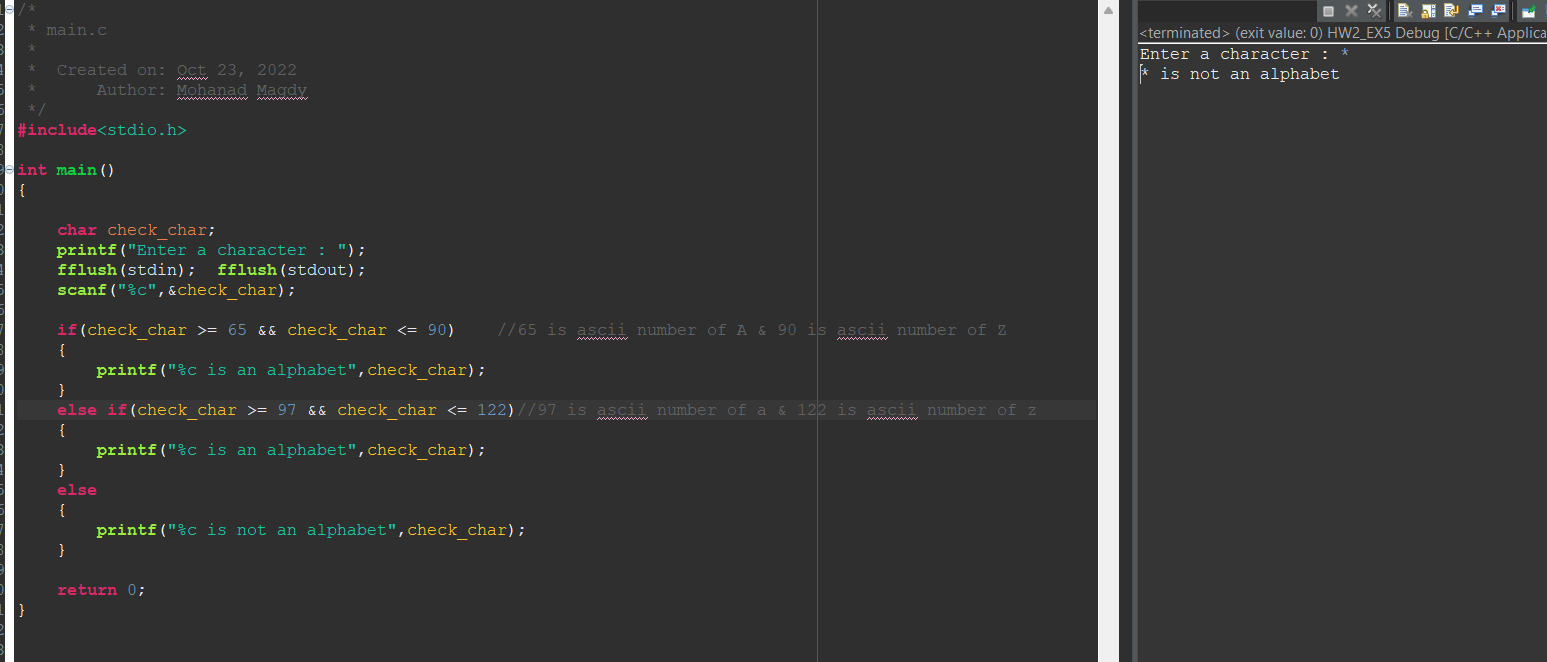 /*
* main.c
*
* Created on: Oct 23, 2022
* Author: Mohanad Magdy
*/
#include<stdio.h>
int main()
{
char check_char;
printf("Enter a character : ");
fflush(stdin); fflush(stdout);
scanf("%c",&check_char);
if(check_char >= 65 && check_char <= 90) //65 is ascii number of A & 90 is ascii number of Z
{
printf("%c is an alphabet",check_char);
}
else if(check_char >= 97 && check_char <= 122)//97 is ascii number of a & 122 is ascii number of z
{
printf("%c is an alphabet",check_char);
}
else
{
printf("%c is not an alphabet",check_char);
}
return 0;
}
<terminated> (exit value: 0) HW2_EX5 Debug [C/C++ Applica
Enter a character : *
* is not an alphabet